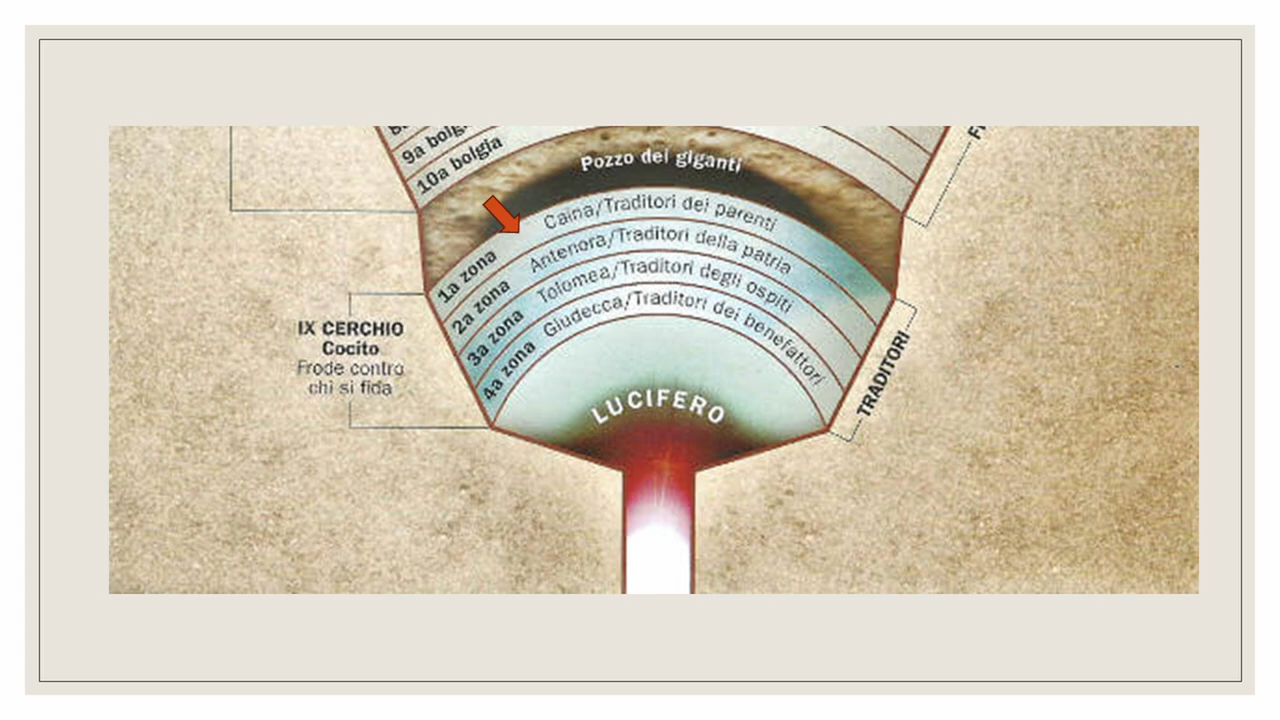 9a bolgia
10a bolgia
Pozzo dei giganti
1a zona Caina/Traditori dei parenti
2a zona Antenora/Traditori della patria
3a zona Tolomea/Traditori degli ospiti
4a zona Giudecca/Traditori dei benefattori
IX CERCHIO
Cocito
Frode contro
chi si fida
TRADITORI
LUCIFERO